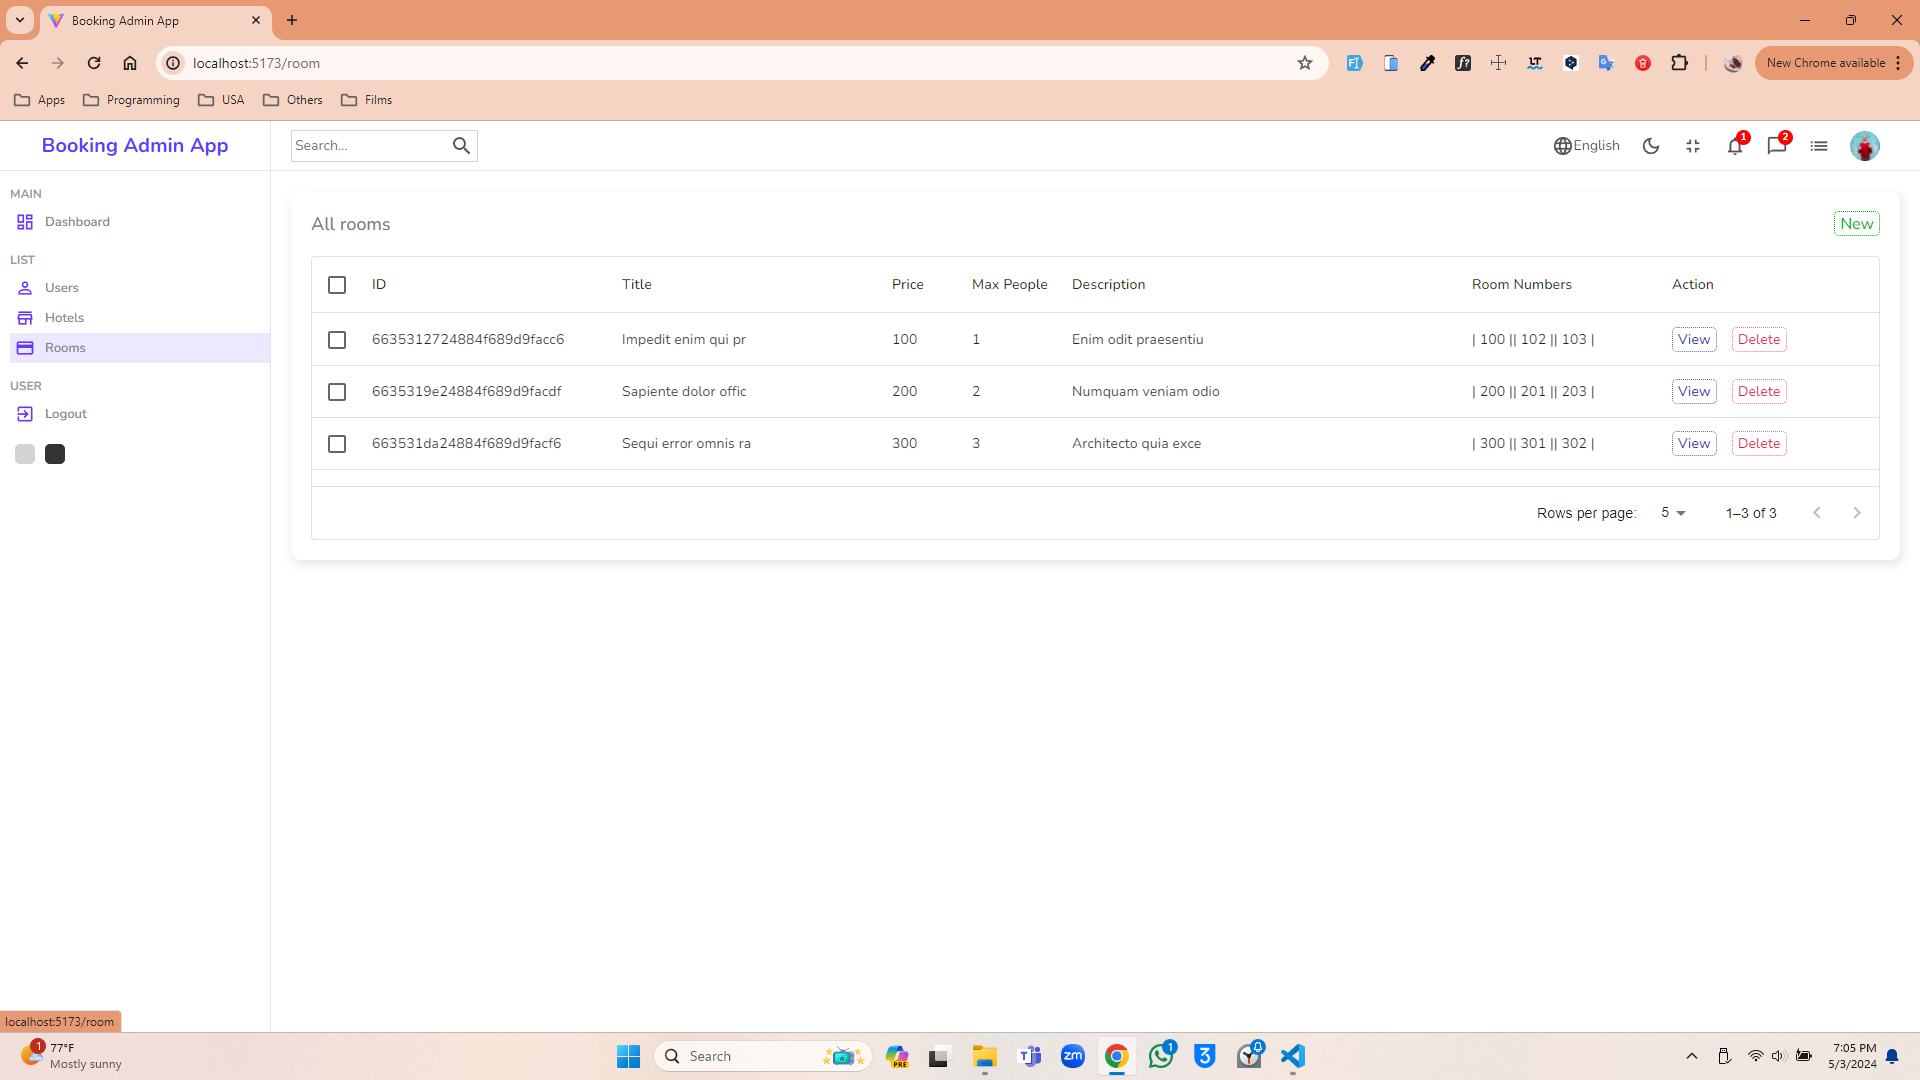 Booking Admin App
localhost:5173/room
New Chrome available
Apps
Programming
USA
Others
Films
Booking Admin App
Search...
English
1
2
MAIN
Dashboard
LIST
Users
Hotels
Rooms
USER
Logout
All rooms
New
ID Title Price Max People Description Room Numbers Action
6635312724884f689d9facc6 Impedit enim qui pr 100 1 Enim odit praesentiu | 100 || 102 || 103 | View Delete
6635319e24884f689d9facdf Sapiente dolor offic 200 2 Numquam veniam odio | 200 || 201 || 203 | View Delete
663531da24884f689d9facf6 Sequi error omnis ra 300 3 Architecto quia exce | 300 || 301 || 302 | View Delete
Rows per page: 5 1–3 of 3
localhost:5173/room
1
77°F
Mostly sunny
Search
PRE
zm
1
7:05 PM
5/3/2024